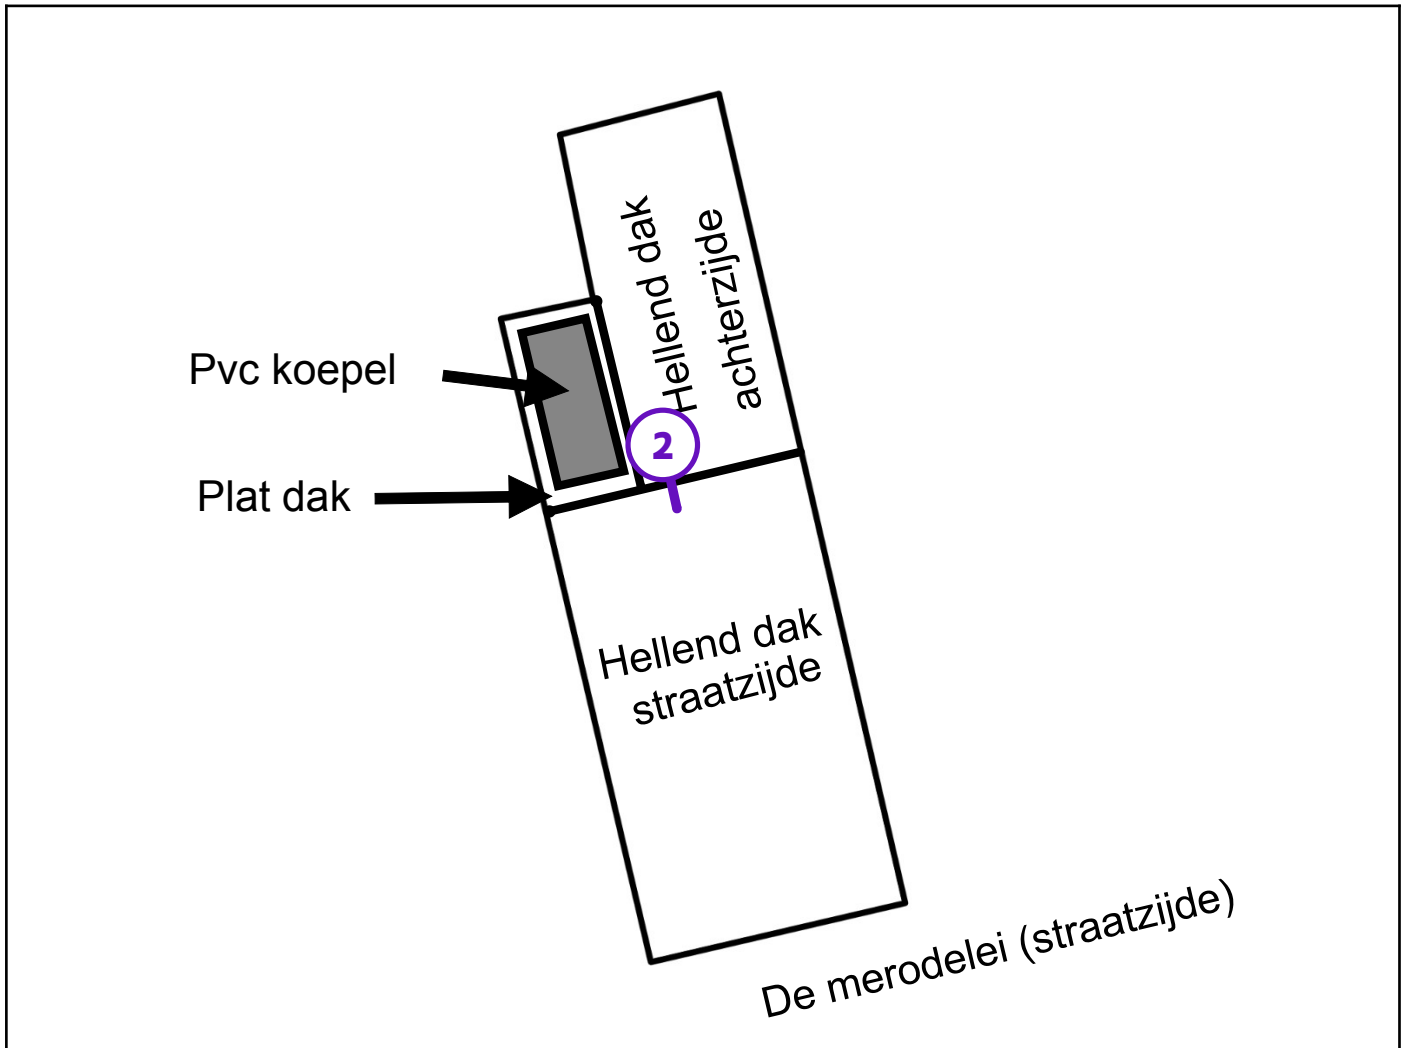 Hellend dak
achterzijde
Pvc koepel
2
Plat dak
Hellend dak
straatzijde
De merodelei (straatzijde)